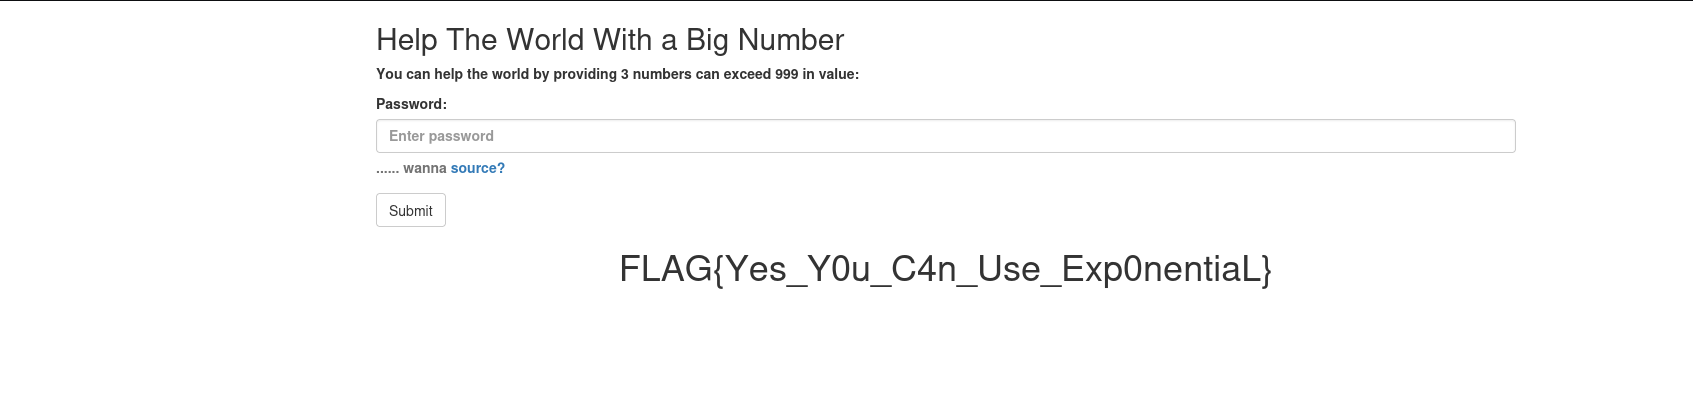 Help The World With a Big Number
You can help the world by providing 3 numbers can exceed 999 in value:
Password:
Enter password
...... wanna source?
Submit
FLAG{Yes_Y0u_C4n_Use_Exp0nentiaL}